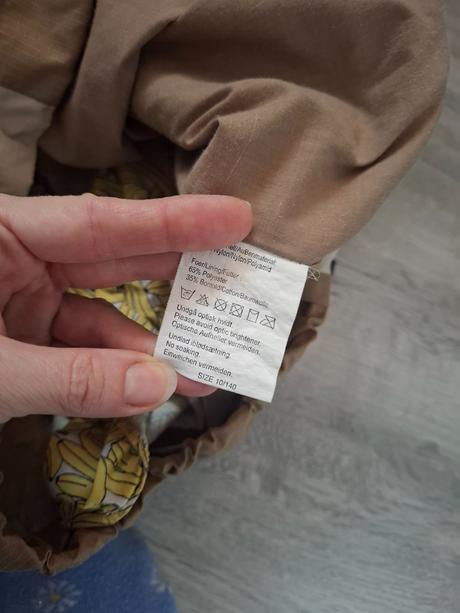 Nylon/Nylon/Polyamid
Foer/Lining/Futter:
65% Polyester
35% Bomuld/Cotton/Baumwolle
Undgå optisk hvidt
Please avoid optic brightener.
Optische Aufheller vermeiden.
Undlad iblødsætning.
No soaking.
Einweichen vermeiden.
SIZE 10/140